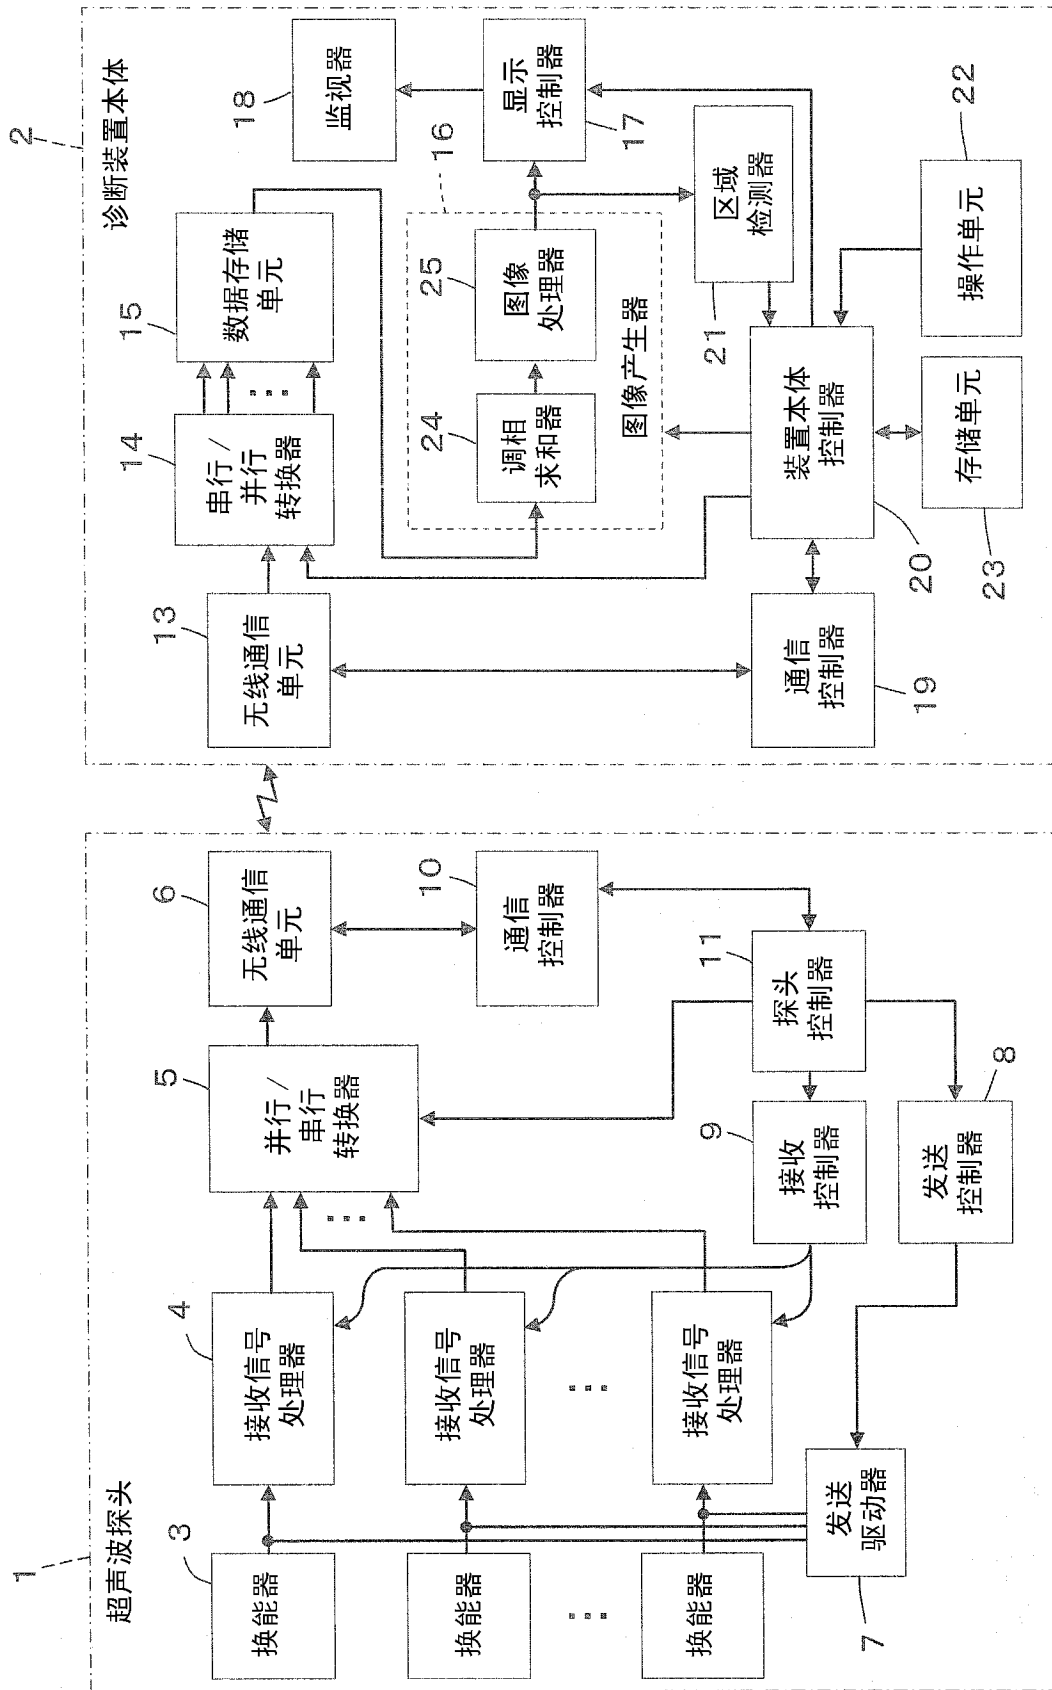 1
超声波探头
3
换能器
换能器
换能器
4
接收信号
处理器
接收信号
处理器
接收信号
处理器
5
并行/
串行
转换器
6
无线通信
单元
10
通信
控制器
11
探头
控制器
9
接收
控制器
8
发送
控制器
7
发送
驱动器
2
诊断装置本体
13
无线通信
单元
14
串行/
并行
转换器
15
数据存储
单元
18
监视器
16
图像产生器
24
调相
求和器
25
图像
处理器
17
显示
控制器
21
区域
检测器
19
通信
控制器
20
装置本体
控制器
22
操作单元
23
存储单元